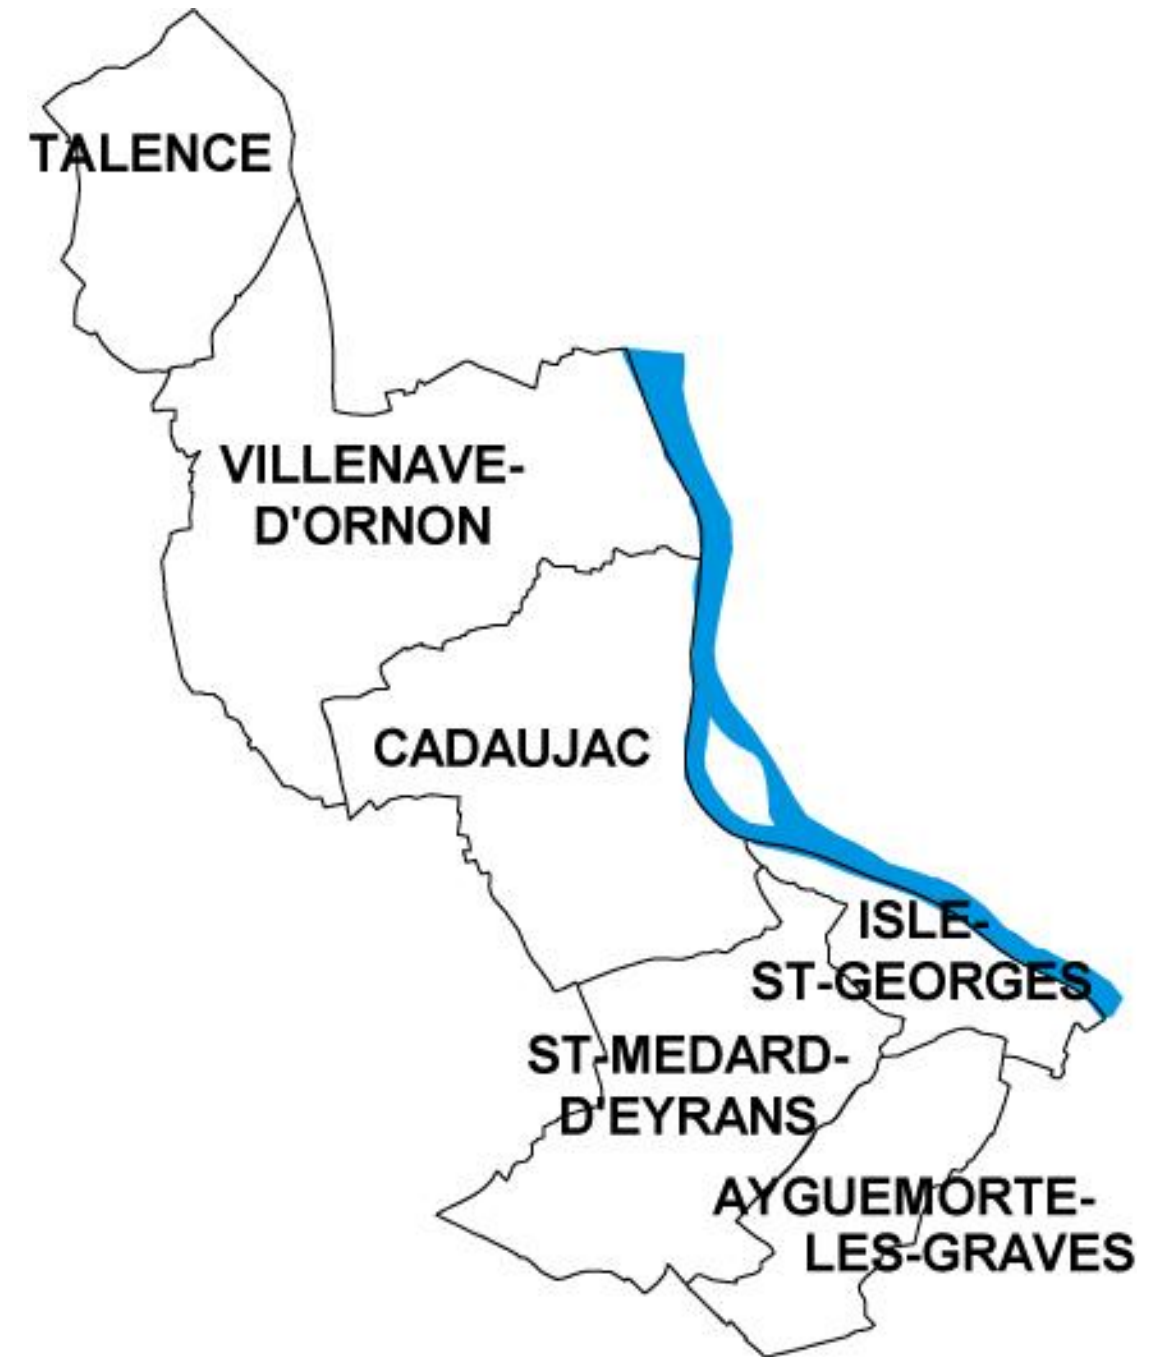 TALENCE
VILLENAVE-
D'ORNON
CADAUJAC
ISLE-
ST-GEORGES
ST-MEDARD-
D'EYRANS
AYGUEMORTE-
LES-GRAVES